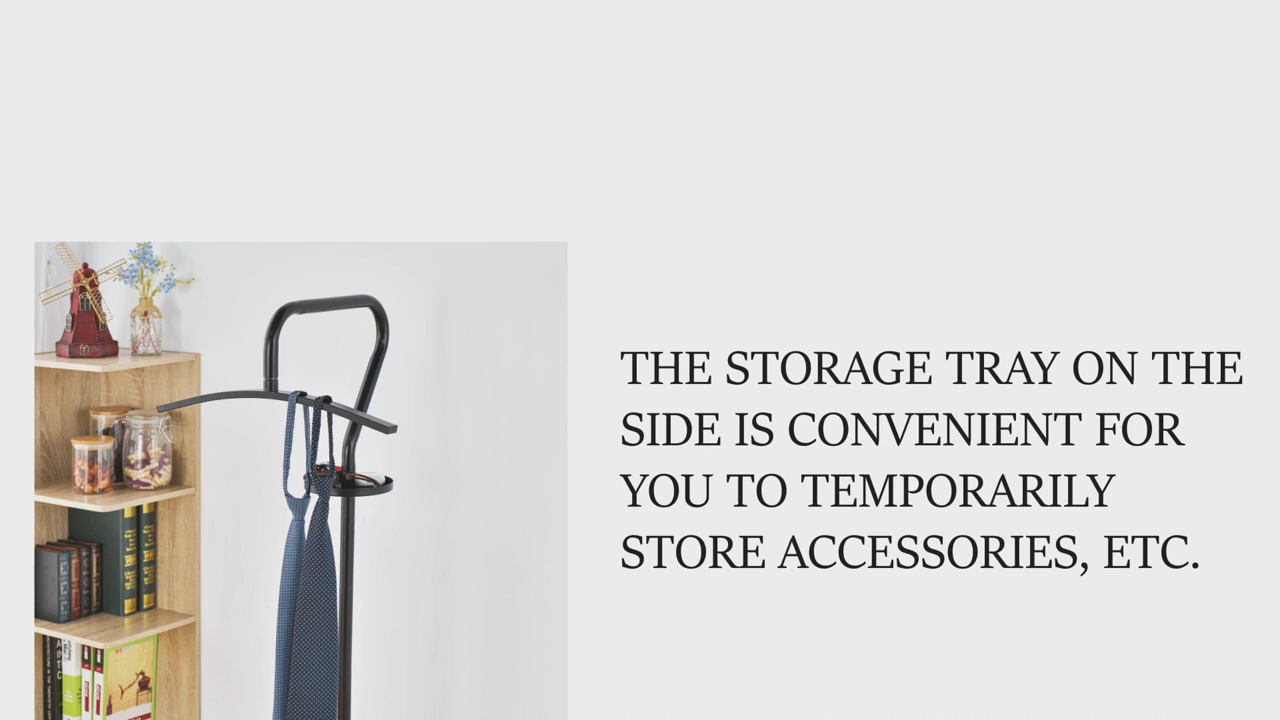 THE STORAGE TRAY ON THE
SIDE IS CONVENIENT FOR
YOU TO TEMPORARILY
STORE ACCESSORIES, ETC.